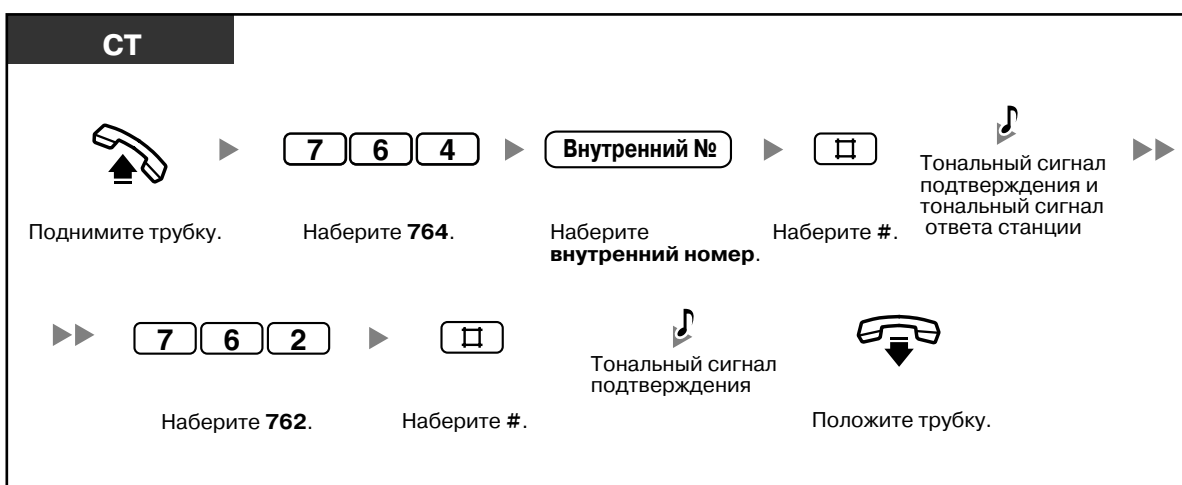 СТ
7 6 4
Внутренний №
Тональный сигнал
подтверждения и
тональный сигнал
ответа станции
Поднимите трубку.
Наберите 764.
Наберите
внутренний номер.
Наберите #.
7 6 2
Тональный сигнал
подтверждения
Наберите 762.
Наберите #.
Положите трубку.